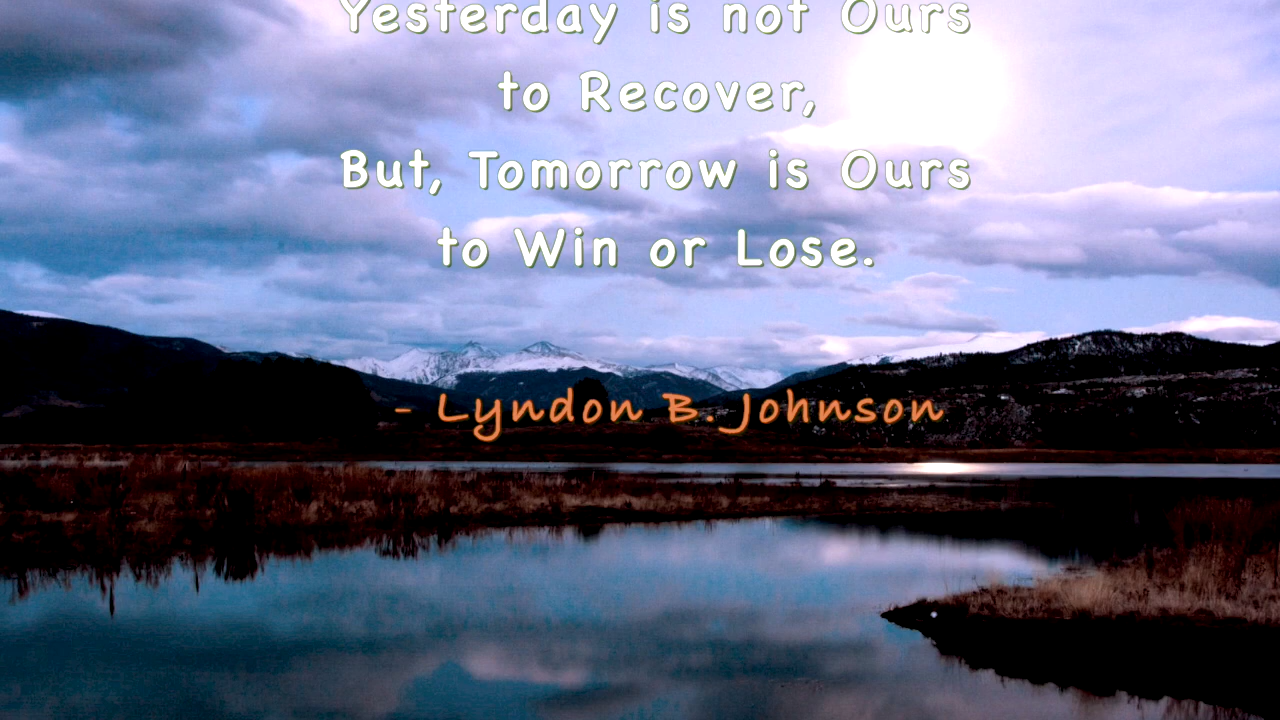 Yesterday is not Ours
to Recover,
But, Tomorrow is Ours
to Win or Lose.
- Lyndon B. Johnson